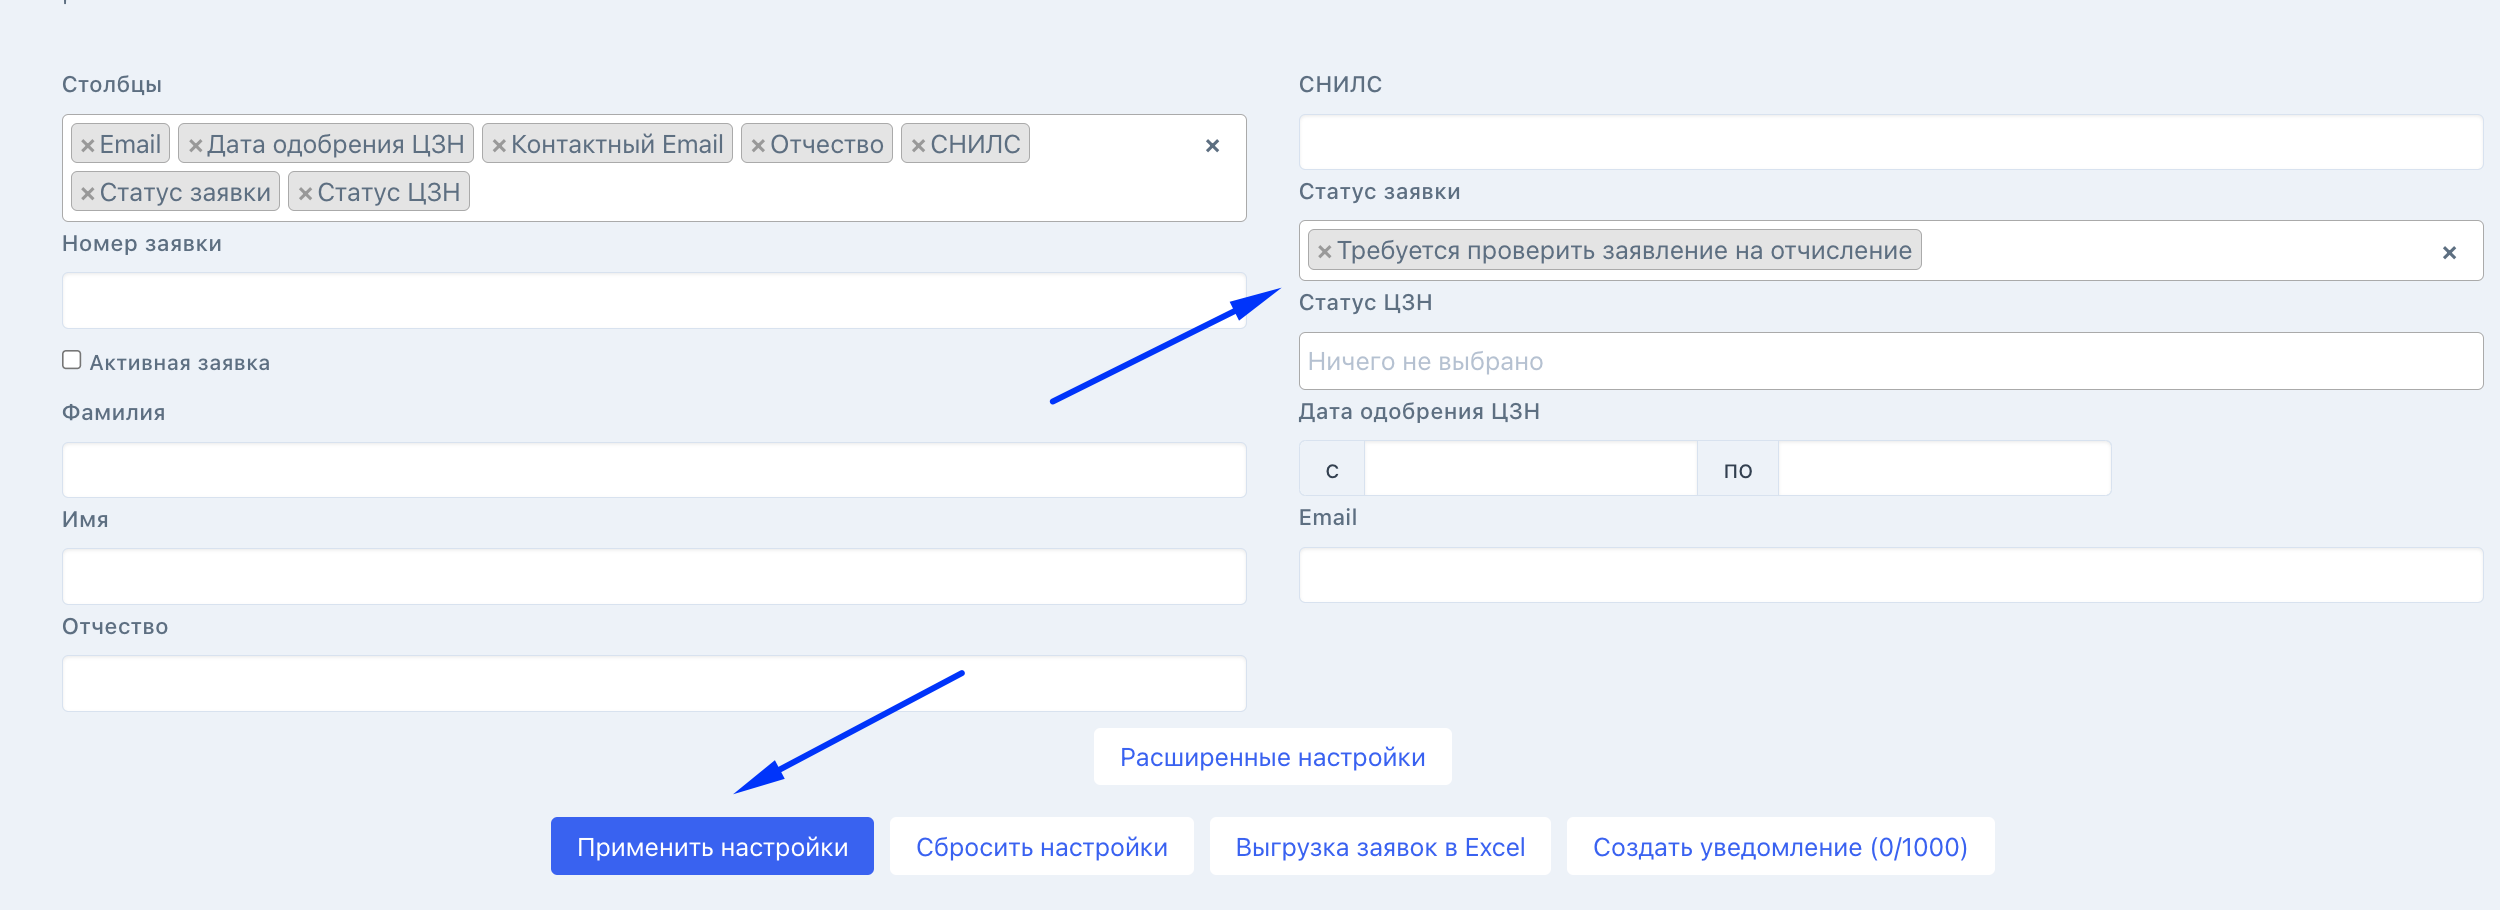 Столбцы
× Email × Дата одобрения ЦЗН × Контактный Email × Отчество × СНИЛС ×
× Статус заявки × Статус ЦЗН
Номер заявки
Активная заявка
Фамилия
Имя
Отчество
СНИЛС
Статус заявки
× Требуется проверить заявление на отчисление ×
Статус ЦЗН
Ничего не выбрано
Дата одобрения ЦЗН
с по
Email
Расширенные настройки
Применить настройки Сбросить настройки Выгрузка заявок в Excel Создать уведомление (0/1000)